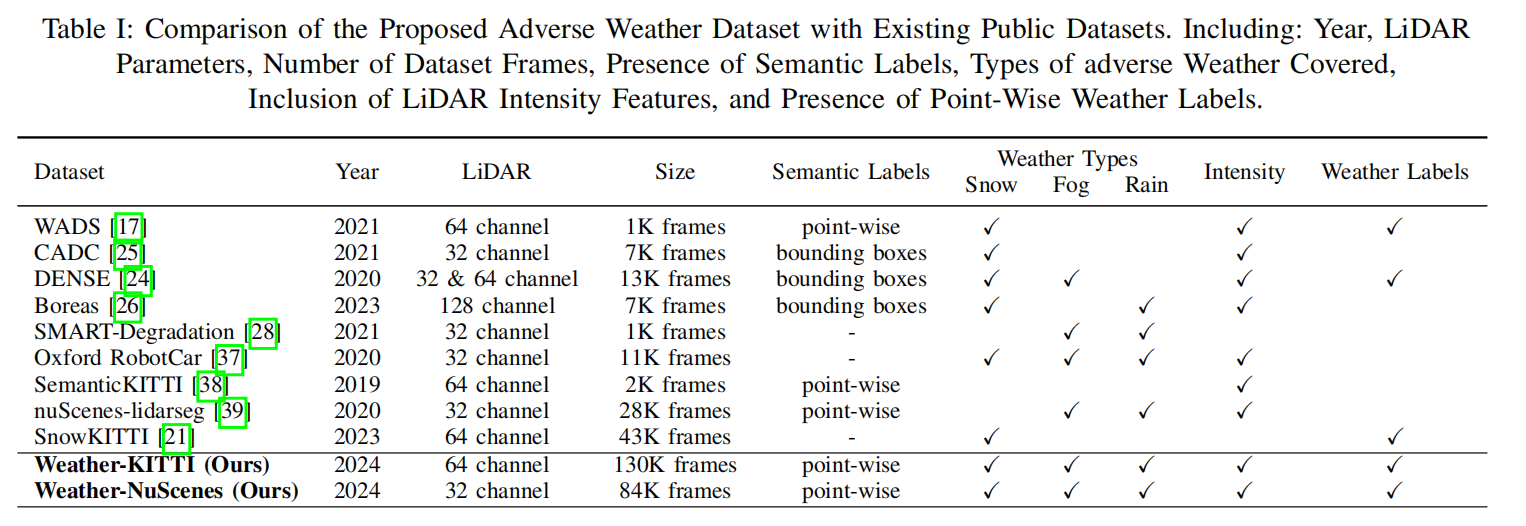 Table I: Comparison of the Proposed Adverse Weather Dataset with Existing Public Datasets. Including: Year, LiDAR
Parameters, Number of Dataset Frames, Presence of Semantic Labels, Types of adverse Weather Covered,
Inclusion of LiDAR Intensity Features, and Presence of Point-Wise Weather Labels.
Dataset Year LiDAR Size Semantic Labels Weather Types Intensity Weather Labels
Snow Fog Rain
WADS [17] 2021 64 channel 1K frames point-wise ✓ ✓ ✓
CADC [25] 2021 32 channel 7K frames bounding boxes ✓ ✓
DENSE [24] 2020 32 & 64 channel 13K frames bounding boxes ✓ ✓ ✓ ✓
Boreas [26] 2023 128 channel 7K frames bounding boxes ✓ ✓ ✓
SMART-Degradation [28] 2021 32 channel 1K frames - ✓ ✓
Oxford RobotCar [37] 2020 32 channel 11K frames - ✓ ✓ ✓ ✓
SemanticKITTI [38] 2019 64 channel 2K frames point-wise ✓
nuScenes-lidarseg [39] 2020 32 channel 28K frames point-wise ✓ ✓ ✓
SnowKITTI [21] 2023 64 channel 43K frames - ✓ ✓
Weather-KITTI (Ours) 2024 64 channel 130K frames point-wise ✓ ✓ ✓ ✓ ✓
Weather-NuScenes (Ours) 2024 32 channel 84K frames point-wise ✓ ✓ ✓ ✓ ✓